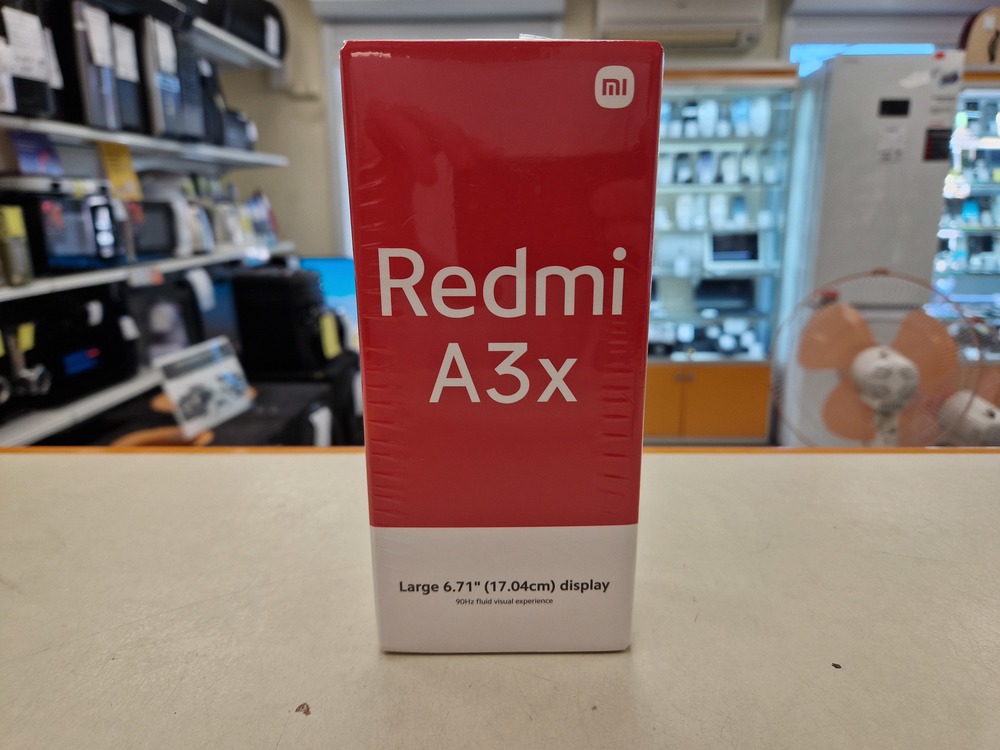 mi
Redmi
A3x
Large 6.71" (17.04cm) display
90Hz fluid visual experience